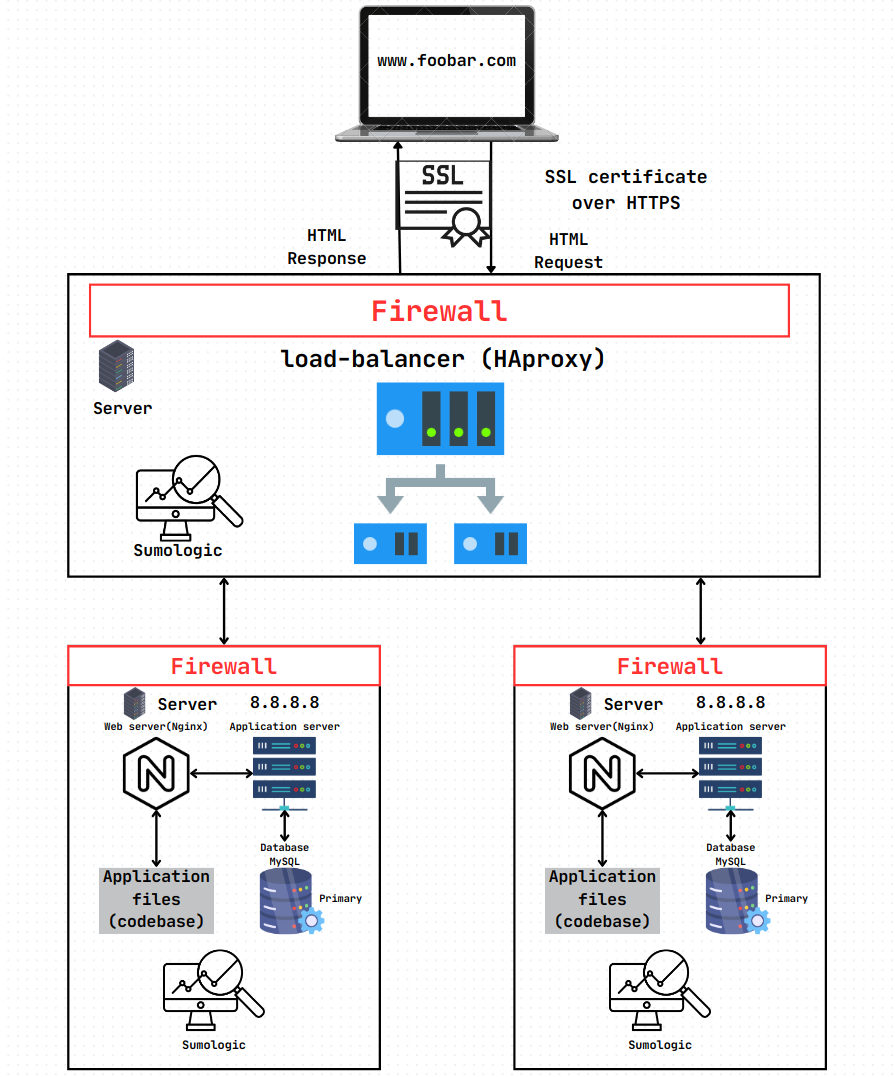 www.foobar.com
SSL
SSL certificate
over HTTPS
HTML
Response
HTML
Request
Firewall
load-balancer (HAproxy)
Server
Sumologic
Firewall
Server
8.8.8.8
Web server(Nginx)
Application server
N
Database
MySQL
Application
files
(codebase)
Primary
Sumologic
Firewall
Server
8.8.8.8
Web server(Nginx)
Application server
N
Database
MySQL
Application
files
(codebase)
Primary
Sumologic